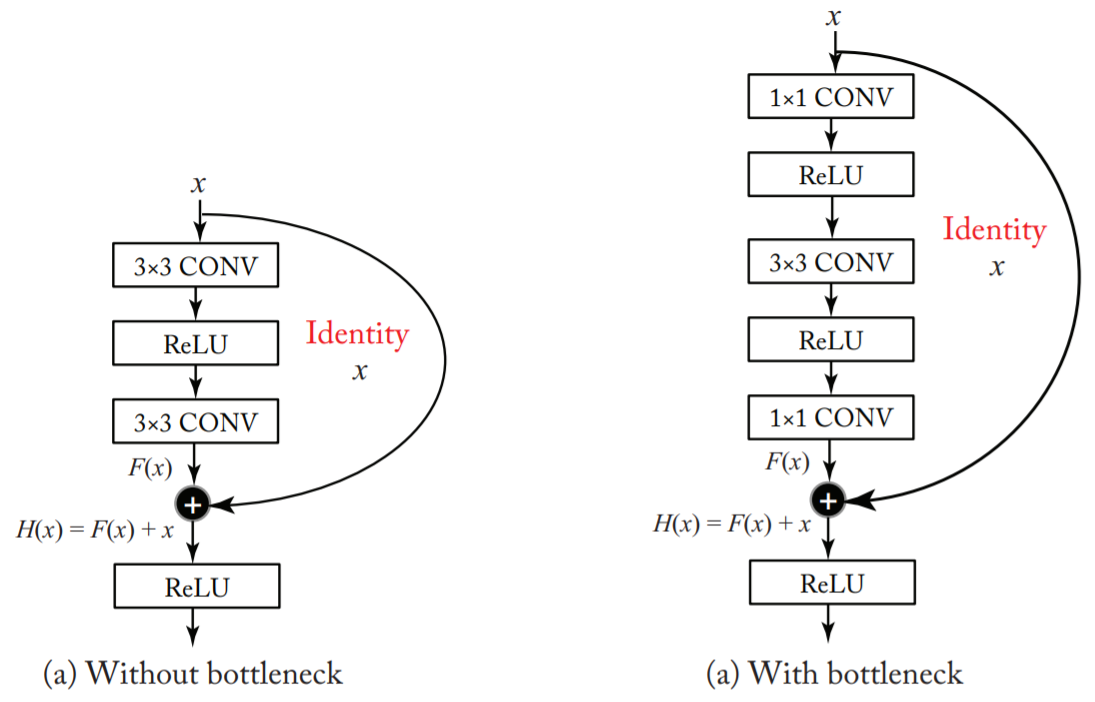 x
3×3 CONV
ReLU
Identity
x
3×3 CONV
F(x)
+
H(x) = F(x) + x
ReLU
(a) Without bottleneck
x
1×1 CONV
ReLU
Identity
x
3×3 CONV
ReLU
1×1 CONV
F(x)
+
H(x) = F(x) + x
ReLU
(a) With bottleneck